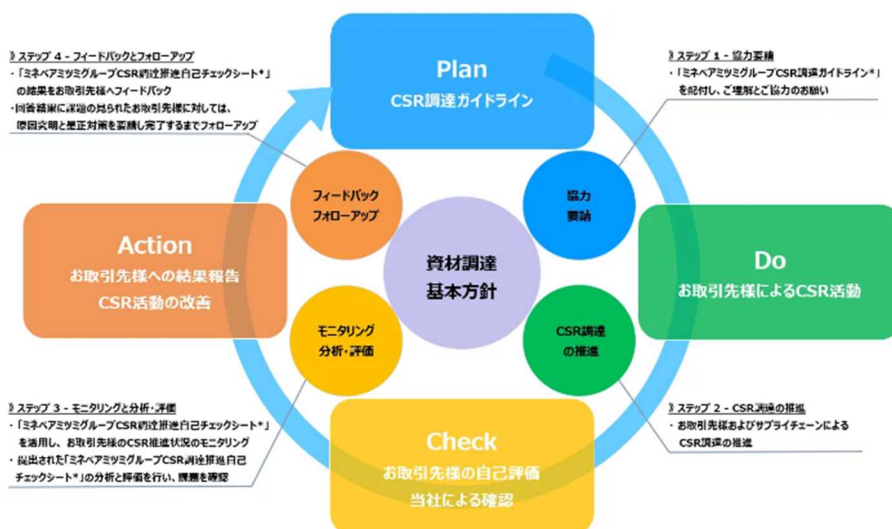 》ステップ 4 - フィードバックとフォローアップ
・「ミネベアミツミグループCSR調達推進自己チェックシート*」
の結果をお取引先様へフィードバック
・回答結果に課題の見られたお取引先様に対しては、
原因究明と是正対策を要請し完了するまでフォローアップ
Plan
CSR調達ガイドライン
》ステップ 1 - 協力要請
・「ミネベアミツミグループCSR調達ガイドライン*」
を配付し、ご理解とご協力のお願い
フィードバック
フォローアップ
協力
要請
Action
お取引先様への結果報告
CSR活動の改善
資材調達
基本方針
Do
お取引先様によるCSR活動
モニタリング
分析・評価
CSR調達
の推進
》ステップ 3 - モニタリングと分析・評価
・「ミネベアミツミグループCSR調達推進自己チェックシート*」
を活用し、お取引先様のCSR推進状況のモニタリング
・提出された「ミネベアミツミグループCSR調達推進自己
チェックシート*」の分析と評価を行い、課題を確認
Check
お取引先様の自己評価
当社による確認
》ステップ 2 - CSR調達の推進
・お取引先様およびサプライチェーンによる
CSR調達の推進